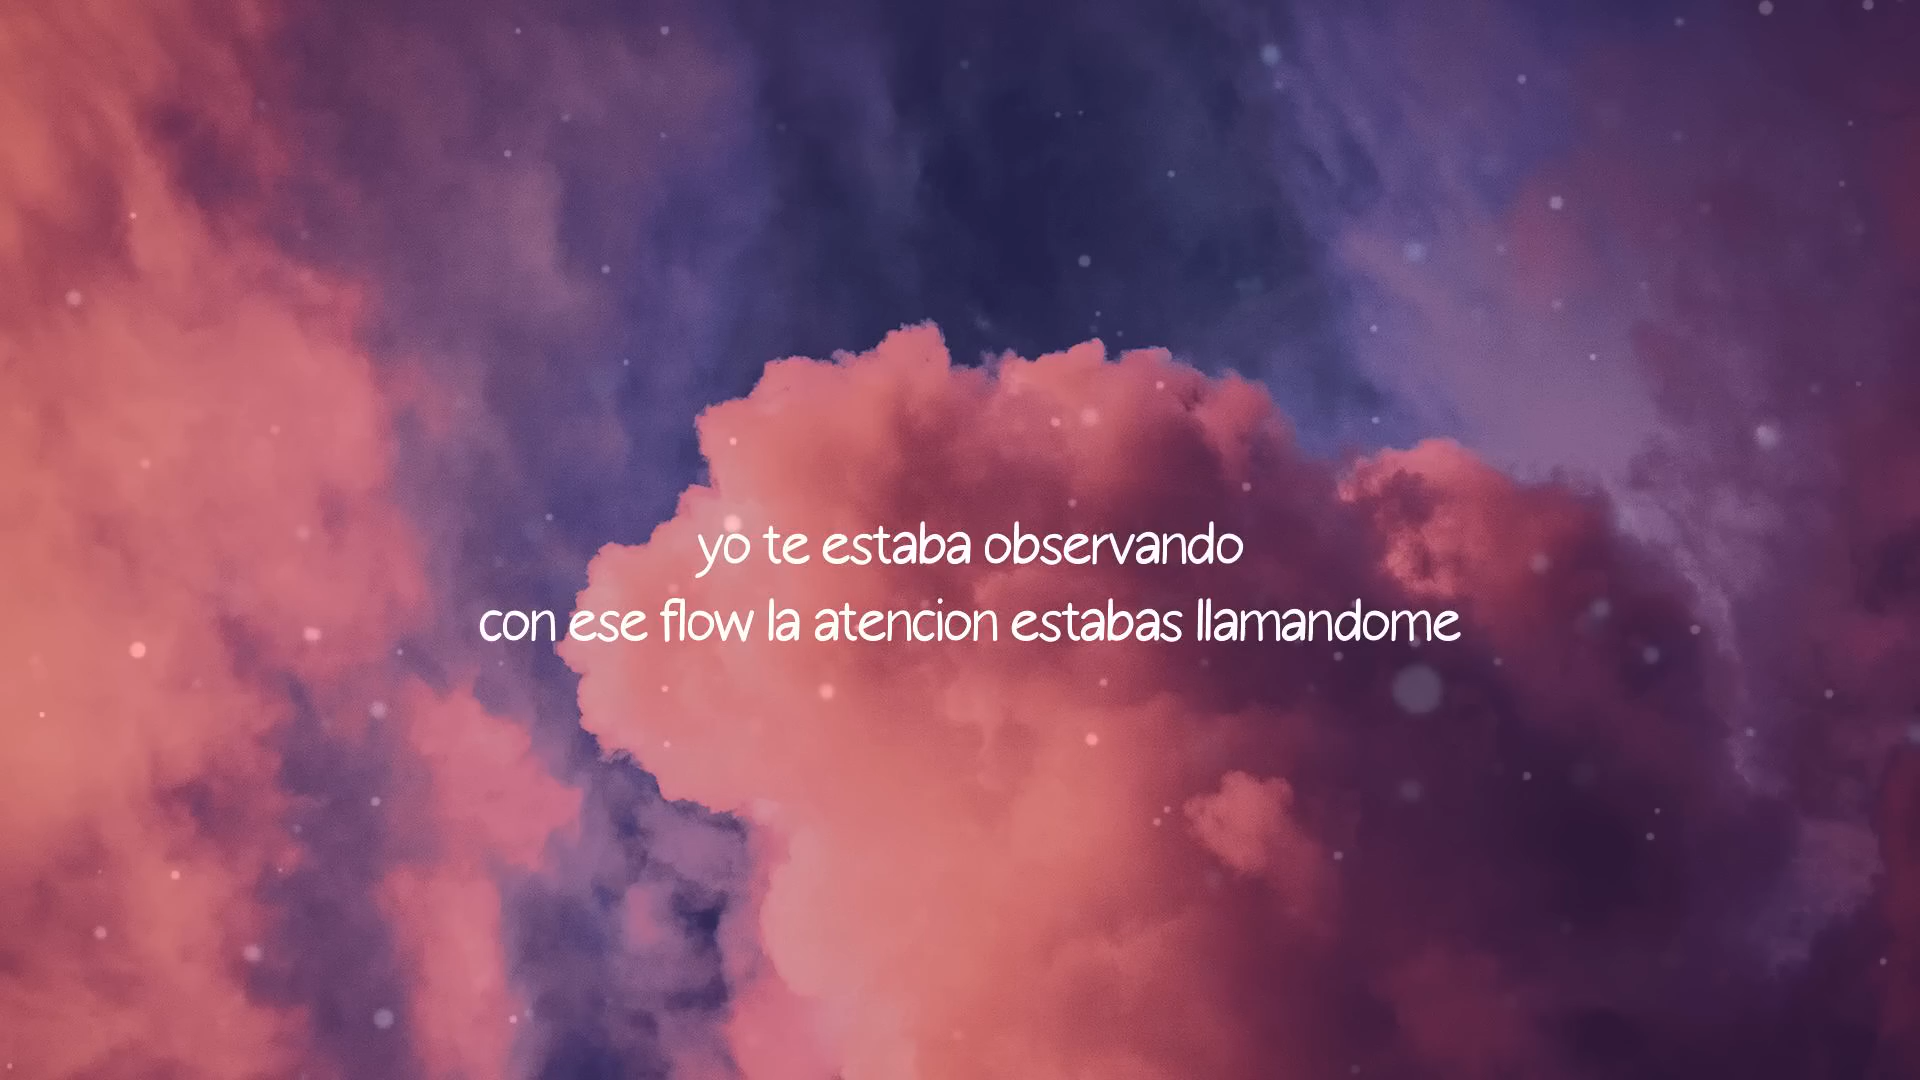 yo te estaba observando
con ese flow la atencion estabas llamandome